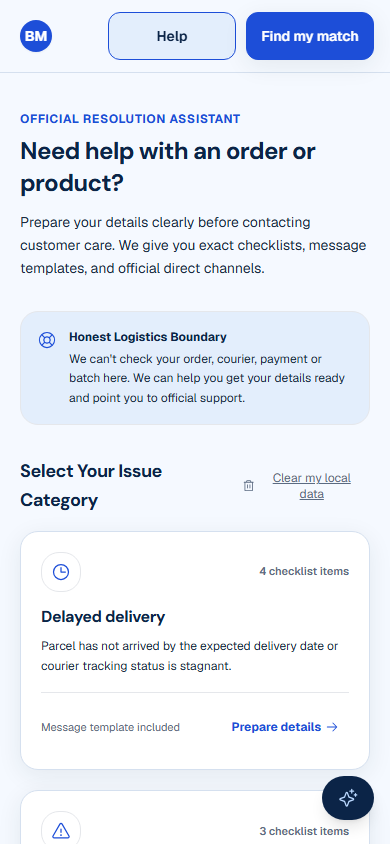 BM
Help
Find my match
OFFICIAL RESOLUTION ASSISTANT
Need help with an order or
product?
Prepare your details clearly before contacting
customer care. We give you exact checklists, message
templates, and official direct channels.
Honest Logistics Boundary
We can't check your order, courier, payment or
batch here. We can help you get your details ready
and point you to official support.
Select Your Issue
Category
Clear my local
data
4 checklist items
Delayed delivery
Parcel has not arrived by the expected delivery date or
courier tracking status is stagnant.
Message template included
Prepare details →
3 checklist items